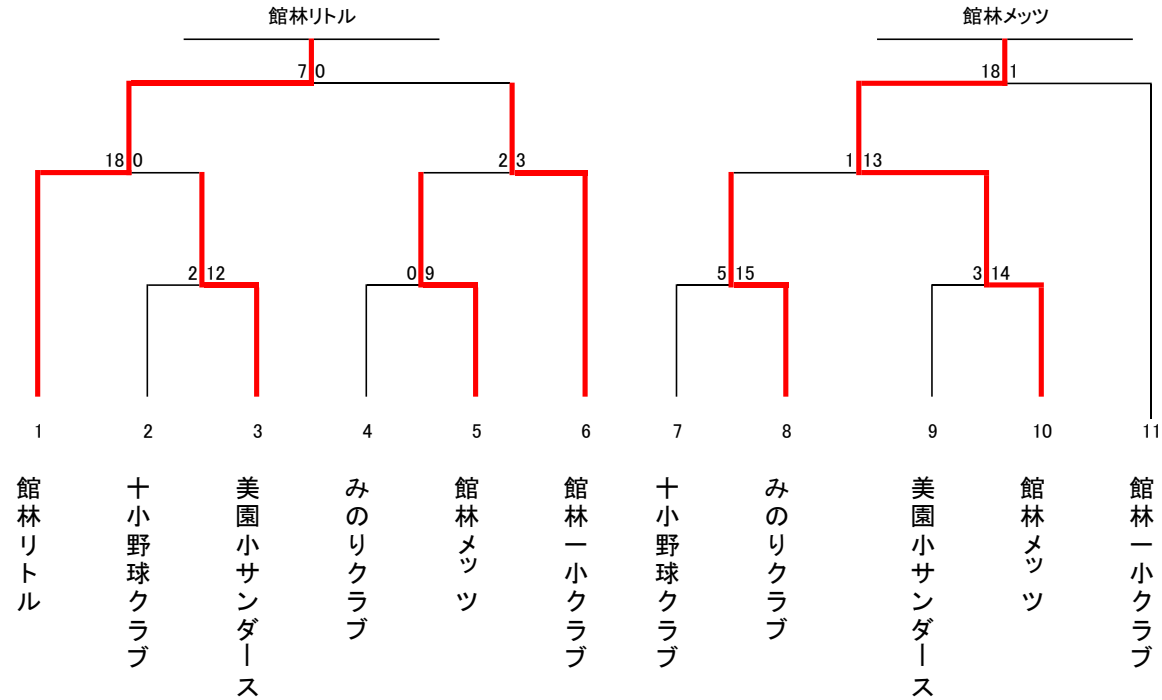 館林リトル 館林メッツ
7 0 18 1
18 0 2 3 1 13
2 12 0 9 5 15 3 14
1 2 3 4 5 6 7 8 9 10 11
館林リトル
十小野球クラブ
美園小サンダース
みのりクラブ
館林メッツ
館林一小クラブ
十小野球クラブ
みのりクラブ
美園小サンダース
館林メッツ
館林一小クラブ